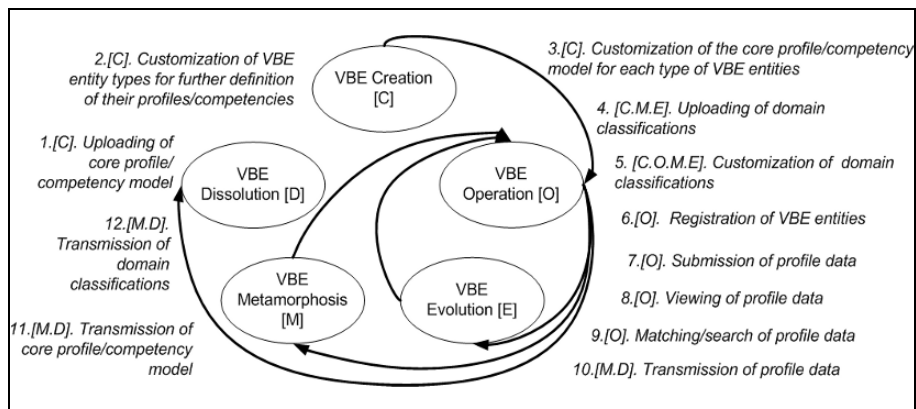 2.[C]. Customization of VBE
entity types for further definition
of their profiles/competencies
1.[C]. Uploading of
core profile/
competency model
12.[M.D].
Transmission of
domain
classifications
11.[M.D]. Transmission of
core profile/competency
model
VBE Creation
[C]
VBE
Dissolution [D]
VBE
Operation [O]
VBE
Metamorphosis
[M]
VBE
Evolution [E]
3.[C]. Customization of the core profile/competency
model for each type of VBE entities
4. [C.M.E]. Uploading of domain
classifications
5. [C.O.M.E]. Customization of domain
classifications
6.[O]. Registration of VBE entities
7.[O]. Submission of profile data
8.[O]. Viewing of profile data
9.[O]. Matching/search of profile data
10.[M.D]. Transmission of profile data